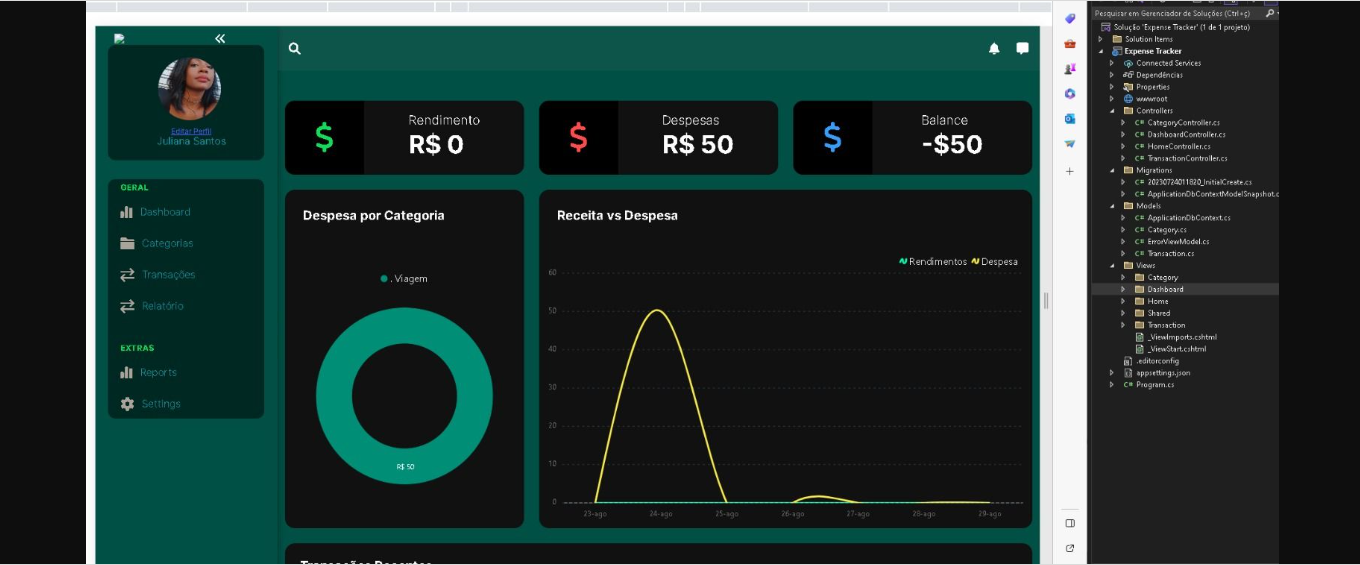 Editar Perfil
Juliana Santos
GERAL
Dashboard
Categorias
Transações
Relatório
EXTRAS
Reports
Settings
Rendimento
R$ 0
Despesas
R$ 50
Balance
-$50
Despesa por Categoria
. Viagem
R$ 50
Receita vs Despesa
Rendimentos Despesa
60
50
40
30
20
10
0
23-ago 24-ago 25-ago 26-ago 27-ago 28-ago 29-ago
Transações Recentes
Pesquisar em Gerenciador de Soluções (Ctrl+ç)
Solução 'Expense Tracker' (1 de 1 projeto)
Solution Items
Expense Tracker
Connected Services
Dependências
Properties
wwwroot
Controllers
C# CategoryController.cs
C# DashboardController.cs
C# HomeController.cs
C# TransactionController.cs
Migrations
C# 20230724011820_InitialCreate.cs
C# ApplicationDbContextModelSnapshot.c
Models
C# ApplicationDbContext.cs
C# Category.cs
C# ErrorViewModel.cs
C# Transaction.cs
Views
Category
Dashboard
Home
Shared
Transaction
_ViewImports.cshtml
_ViewStart.cshtml
.editorconfig
appsettings.json
C# Program.cs